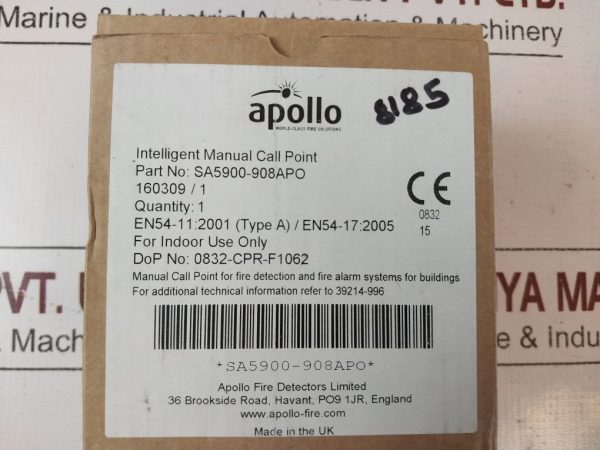 PVT. LTD.
Marine & Industrial Automation & Machinery
apollo
WORLD CLASS FIRE SOLUTIONS
8185
Intelligent Manual Call Point
Part No: SA5900-908APO
160309 / 1
Quantity: 1
EN54-11:2001 (Type A) / EN54-17:2005
For Indoor Use Only
DoP No: 0832-CPR-F1062
CE
0832
15
Manual Call Point for fire detection and fire alarm systems for buildings
For additional technical information refer to 39214-996
*SA5900-908APO*
Apollo Fire Detectors Limited
36 Brookside Road, Havant, PO9 1JR, England
www.apollo-fire.com
Made in the UK
PVT.
YA MA
& Mach
e & Indus